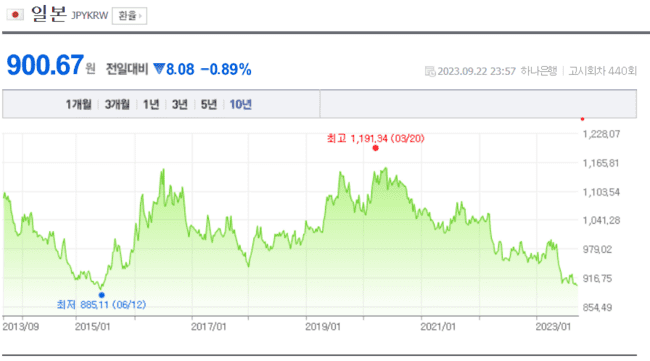 일본 JPYKRW 환율
900.67원 전일대비 ▼8.08 -0.89%
2023.09.22 23:57 하나은행 고시회차 440회
1개월 3개월 1년 3년 5년 10년
최고 1,191.34 (03/20)
1,228.07
1,165.81
1,103.54
1,041.28
979.02
916.75
854.49
최저 885.11 (06/12)
2013/09 2015/01 2017/01 2019/01 2021/01 2023/01